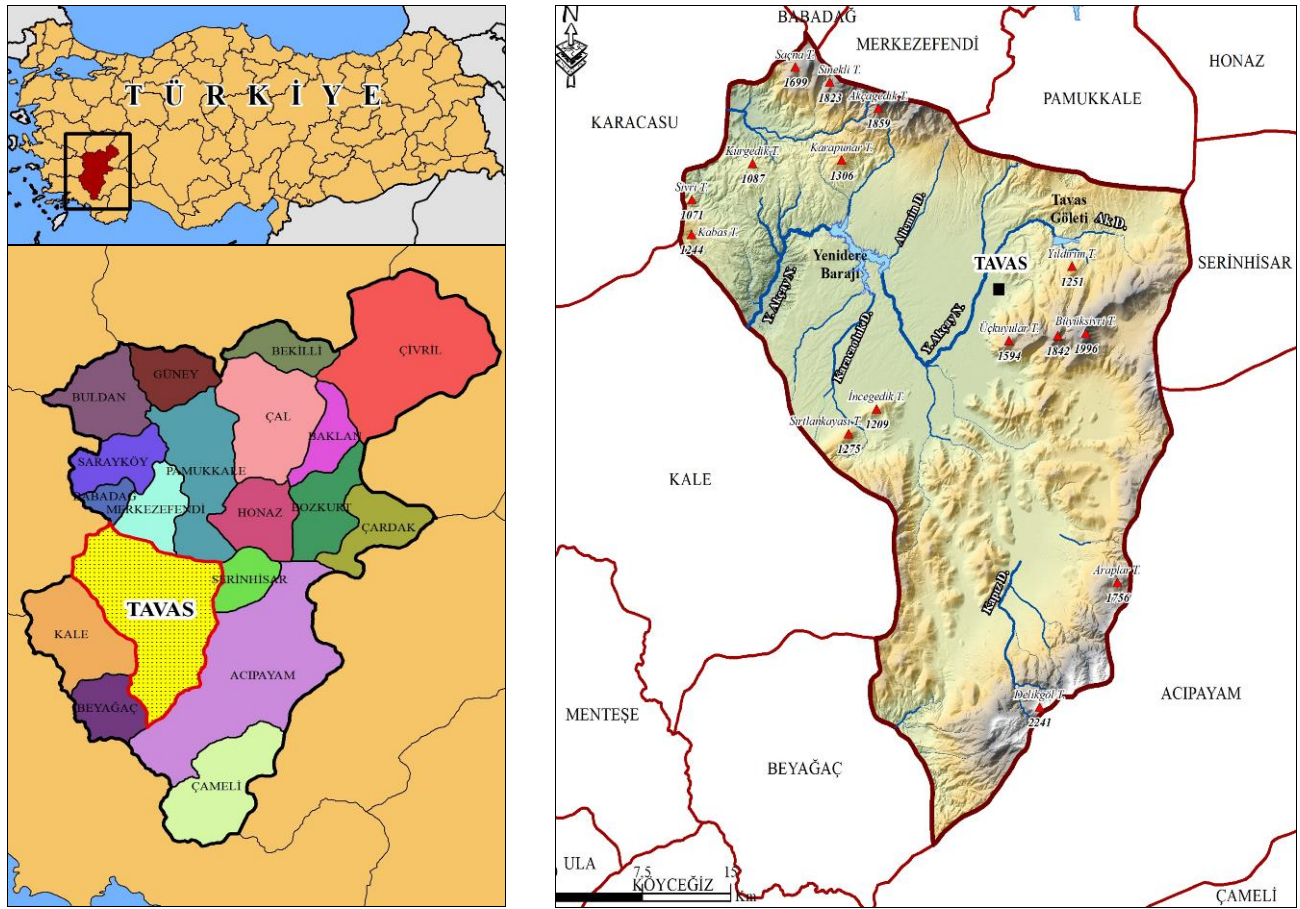 TÜRKİYE
BEKİLLİ
ÇİVRİL
GÜNEY
BULDAN
ÇAL
BAKLAN
SARAYKÖY
PAMUKKALE
BABADAĞ
MERKEZEFENDİ
HONAZ
BOZKURT
ÇARDAK
SERİNHİSAR
TAVAS
KALE
ACIPAYAM
BEYAĞAÇ
ÇAMELİ
N
BABADAĞ
MERKEZEFENDİ
HONAZ
PAMUKKALE
KARACASU
Saçna T.
1699
Sinekli T.
1823
Akçagedik T.
1859
Kurgedik T.
1087
Karapunar T.
1306
Sivri T.
1071
Kabas T.
1244
Tavas
Göleti
Ak D.
Yenidere
Barajı
TAVAS
Yıldırım T.
1251
SERİNHİSAR
Y. Akçay N.
Karacaoluk D.
Y. Akçay N.
Üçkuyular T.
1594
Büyüksivri T.
1842
1996
İncegedik T.
1209
Sırtlankayası T.
1275
KALE
Kapız D.
Araplar T.
1756
Delikgöl T.
2241
ACIPAYAM
MENTEŞE
BEYAĞAÇ
ULA
7.5
15
KÖYCEĞİZ
Km
ÇAMELİ